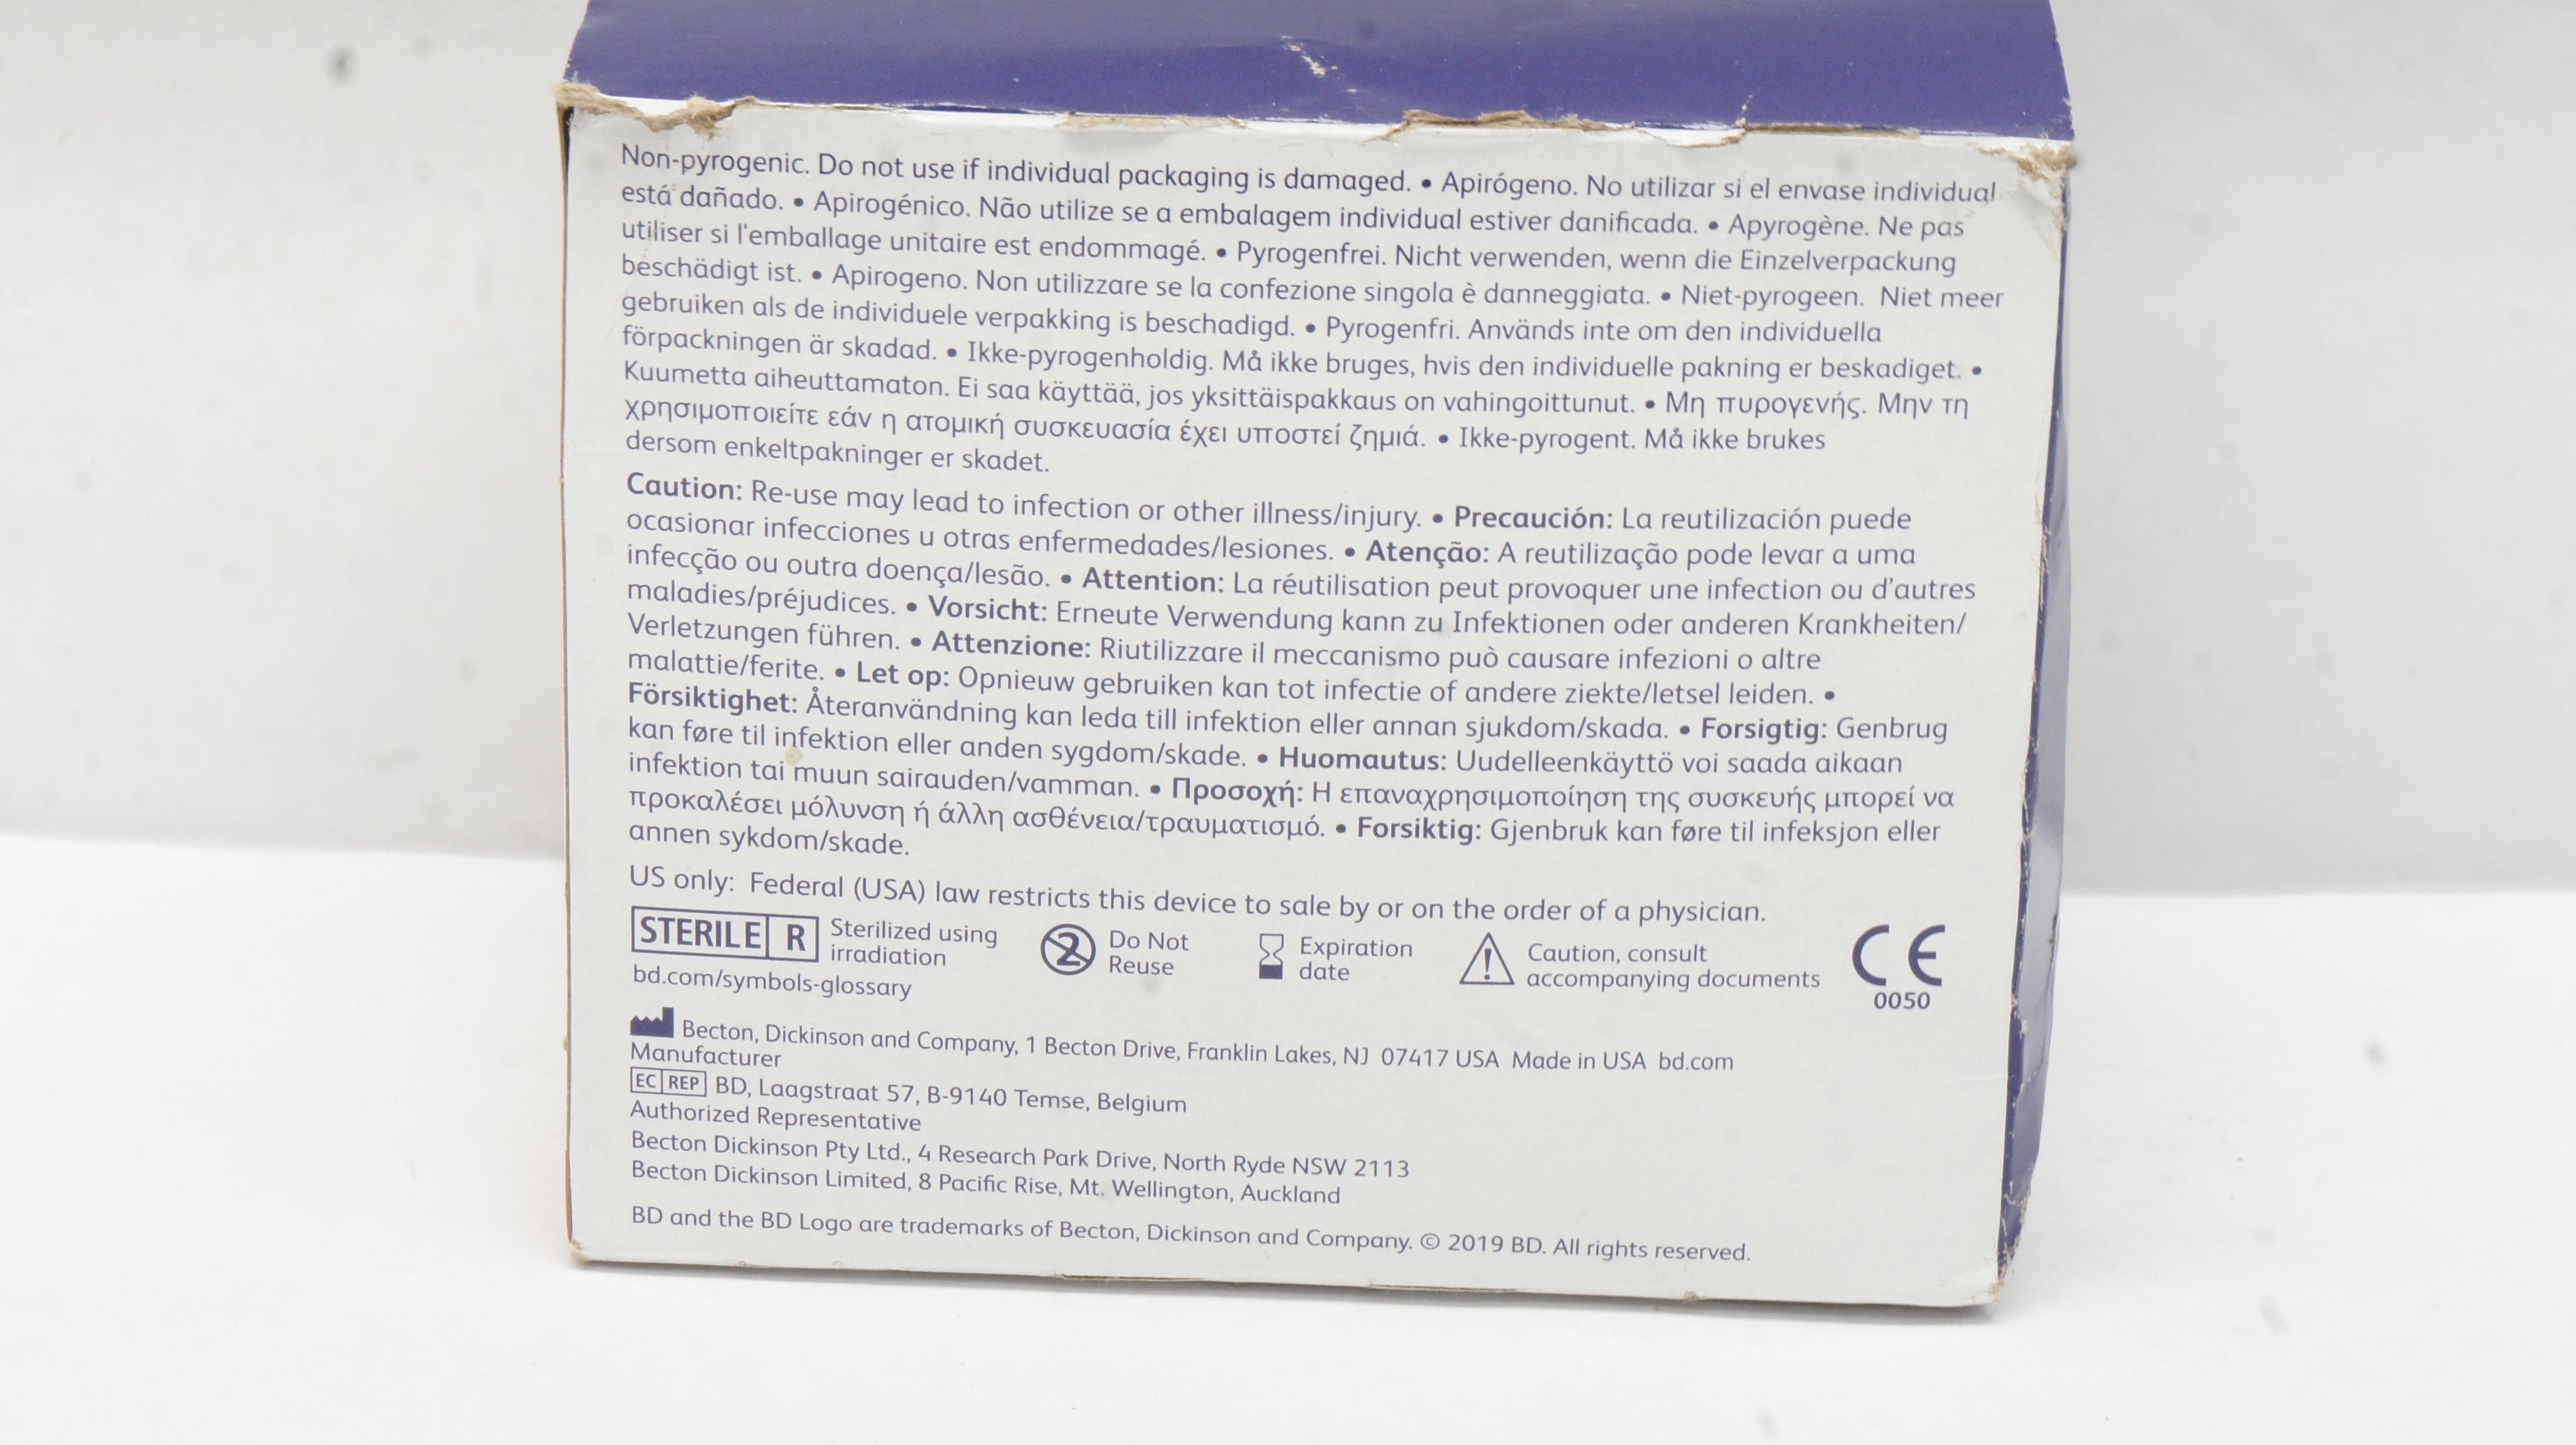 Non-pyrogenic. Do not use if individual packaging is damaged. • Apirógeno. No utilizar si el envase individual
está dañado. • Apirogénico. Não utilize se a embalagem individual estiver danificada. • Apyrogène. Ne pas
utiliser si l'emballage unitaire est endommagé. • Pyrogenfrei. Nicht verwenden, wenn die Einzelverpackung
beschädigt ist. • Apirogeno. Non utilizzare se la confezione singola è danneggiata. • Niet-pyrogeen. Niet meer
gebruiken als de individuele verpakking is beschadigd. • Pyrogenfri. Används inte om den individuella
förpackningen är skadad. • Ikke-pyrogenholdig. Må ikke bruges, hvis den individuelle pakning er beskadiget. •
Kuumetta aiheuttamaton. Ei saa käyttää, jos yksittäispakkaus on vahingoittunut. • Μη πυρογενής. Μην τη
χρησιμοποιείτε εάν η ατομική συσκευασία έχει υποστεί ζημιά. • Ikke-pyrogent. Må ikke brukes
dersom enkeltpakninger er skadet.
Caution: Re-use may lead to infection or other illness/injury. • Precaución: La reutilización puede
ocasionar infecciones u otras enfermedades/lesiones. • Atenção: A reutilização pode levar a uma
infecção ou outra doença/lesão. • Attention: La réutilisation peut provoquer une infection ou d'autres
maladies/préjudices. • Vorsicht: Erneute Verwendung kann zu Infektionen oder anderen Krankheiten/
Verletzungen führen. • Attenzione: Riutilizzare il meccanismo può causare infezioni o altre
malattie/ferite. • Let op: Opnieuw gebruiken kan tot infectie of andere ziekte/letsel leiden. •
Försiktighet: Återanvändning kan leda till infektion eller annan sjukdom/skada. • Forsigtig: Genbrug
kan føre til infektion eller anden sygdom/skade. • Huomautus: Uudelleenkäyttö voi saada aikaan
infektion tai muun sairauden/vamman. • Προσοχή: Η επαναχρησιμοποίηση της συσκευής μπορεί να
προκαλέσει μόλυνση ή άλλη ασθένεια/τραυματισμό. • Forsiktig: Gjenbruk kan føre til infeksjon eller
annen sykdom/skade.
US only: Federal (USA) law restricts this device to sale by or on the order of a physician.
STERILE R Sterilized using
irradiation
2 Do Not
Reuse
Expiration
date
! Caution, consult
accompanying documents
CE
0050
bd.com/symbols-glossary
Becton, Dickinson and Company, 1 Becton Drive, Franklin Lakes, NJ 07417 USA Made in USA bd.com
Manufacturer
EC REP BD, Laagstraat 57, B-9140 Temse, Belgium
Authorized Representative
Becton Dickinson Pty Ltd., 4 Research Park Drive, North Ryde NSW 2113
Becton Dickinson Limited, 8 Pacific Rise, Mt. Wellington, Auckland
BD and the BD Logo are trademarks of Becton, Dickinson and Company. © 2019 BD. All rights reserved.